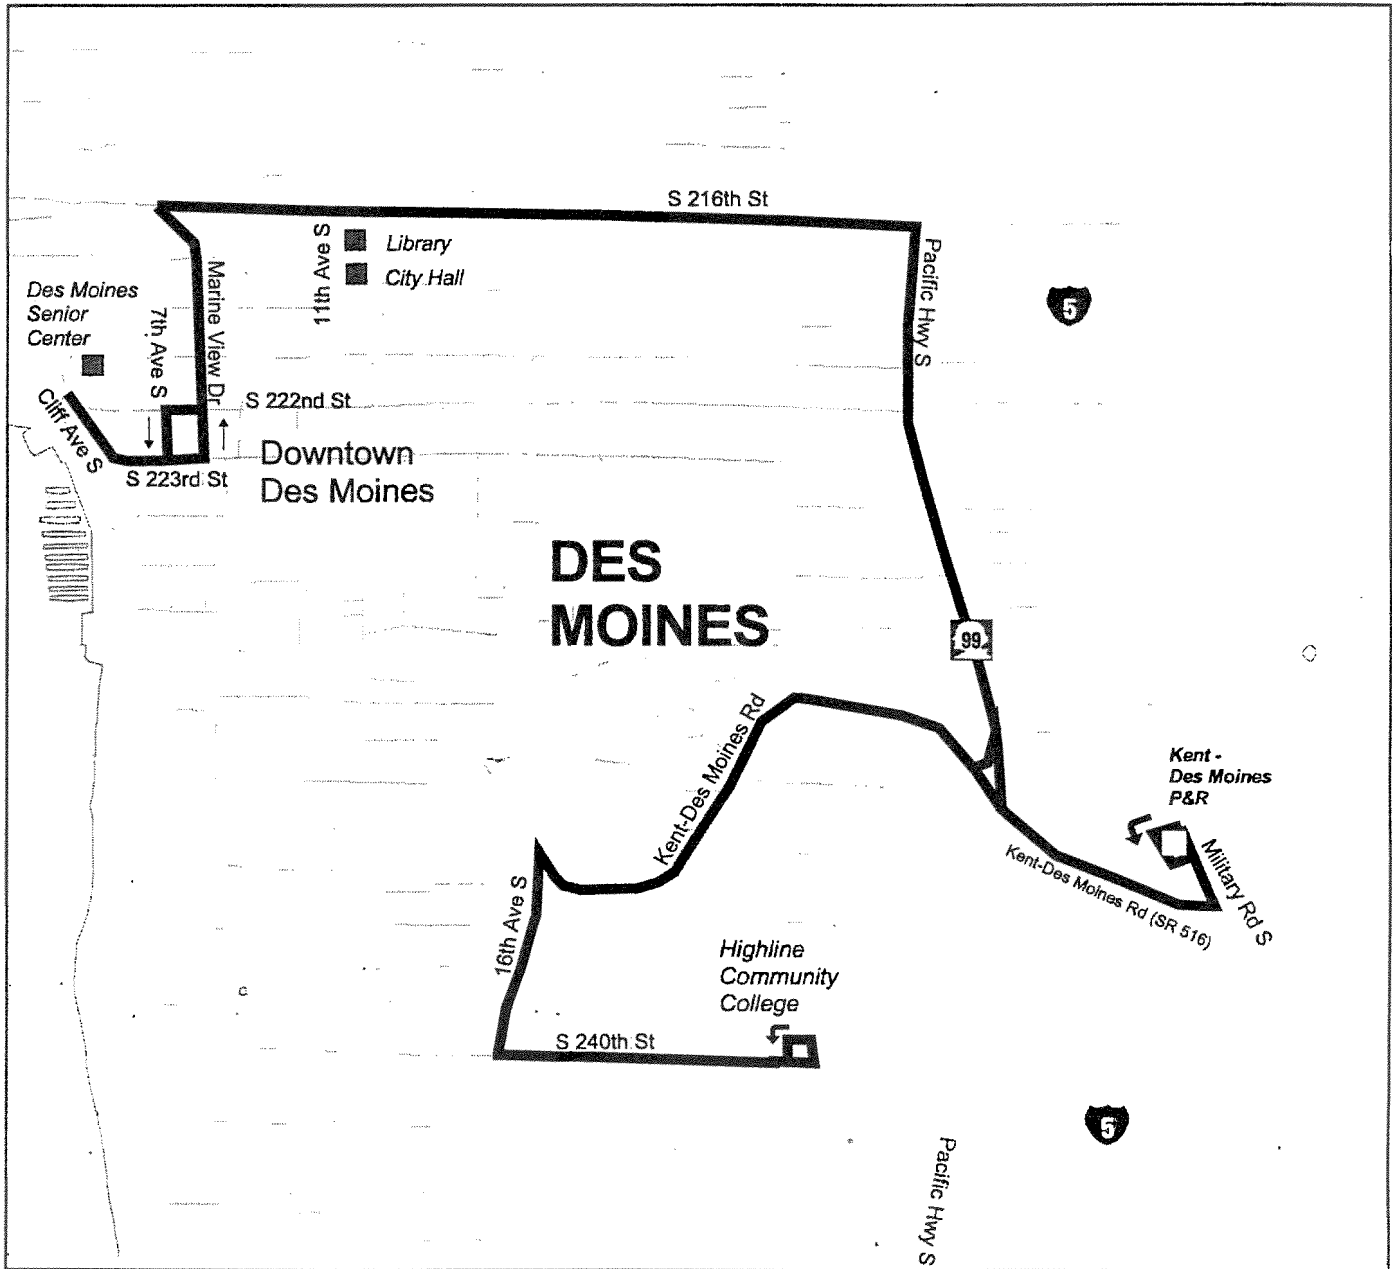 S 216th St
Library
City Hall
11th Ave S
Pacific Hwy S
5
Des Moines
Senior
Center
7th Ave S
Marine View Dr
Cliff Ave S
S 222nd St
S 223rd St
Downtown
Des Moines
DES
MOINES
99
Kent-Des Moines Rd
Kent -
Des Moines
P&R
Military Rd S
Kent-Des Moines Rd (SR 516)
16th Ave S
Highline
Community
College
S 240th St
5
Pacific Hwy S